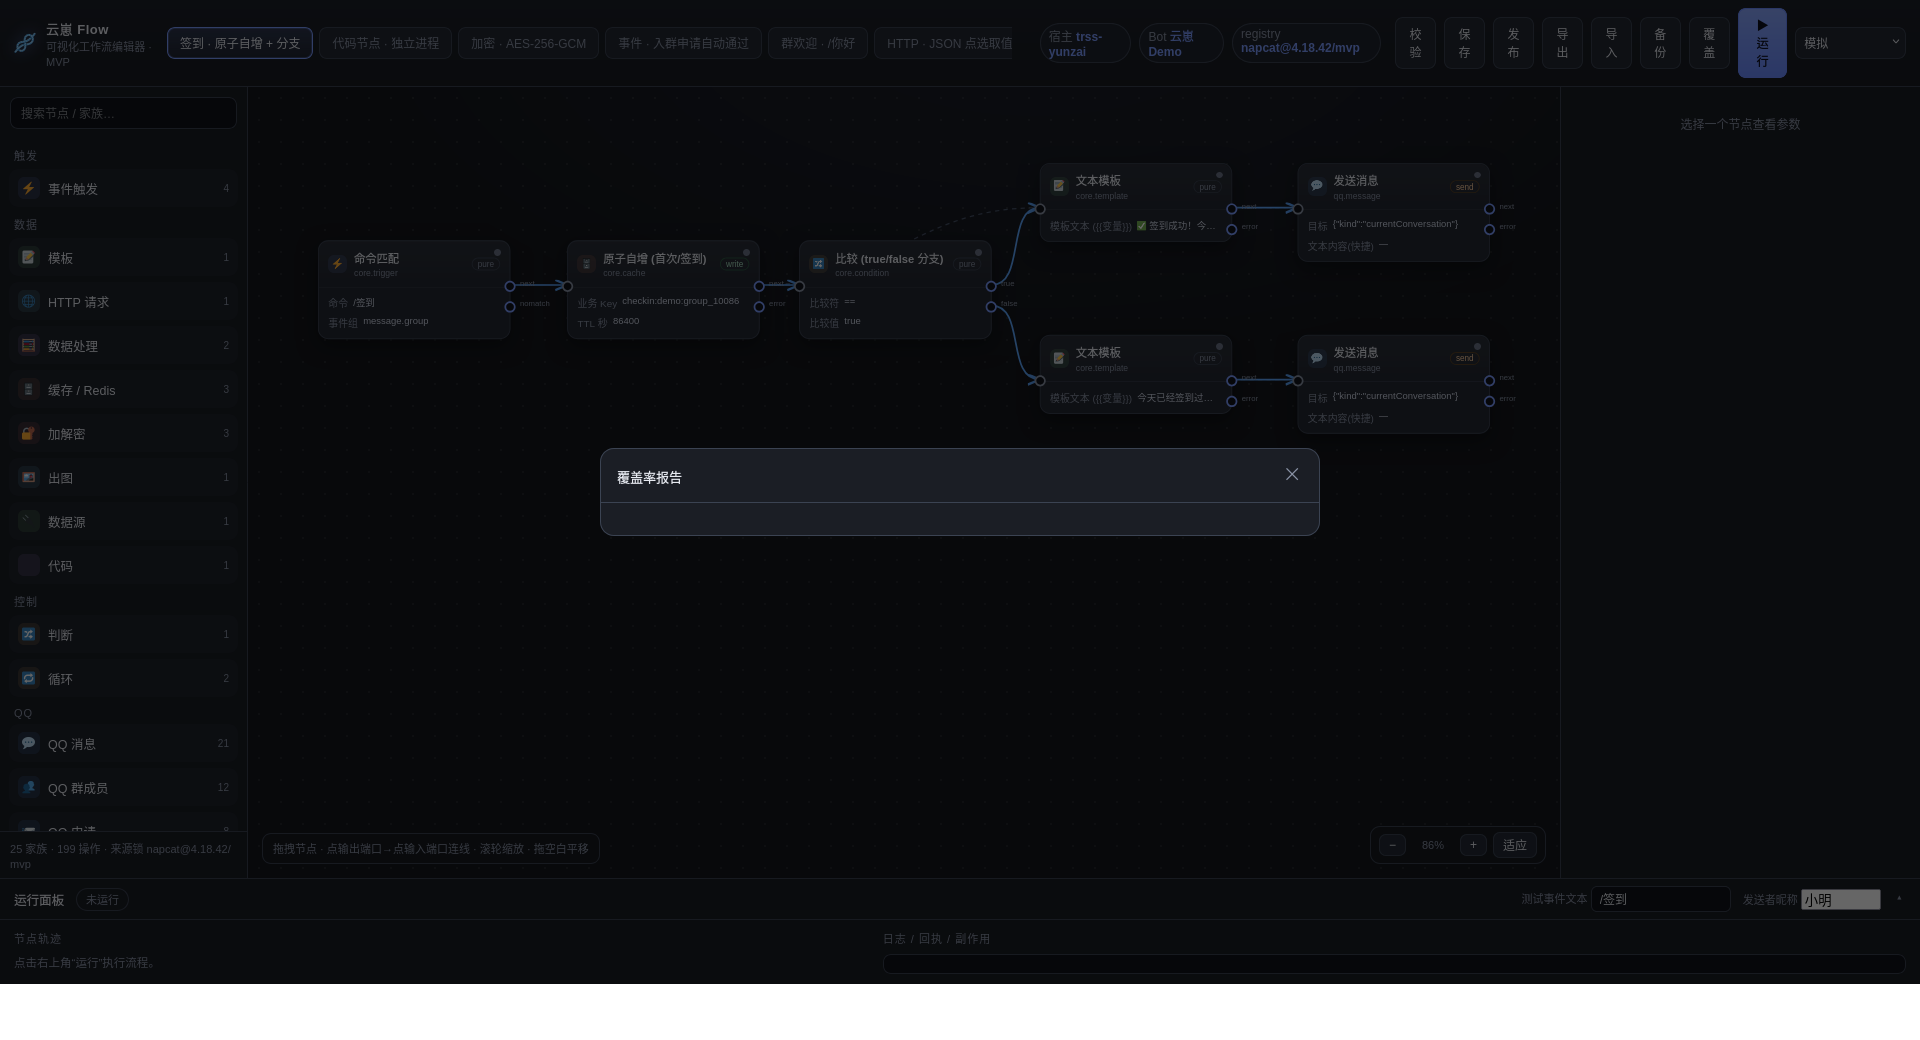 云崽 Flow
可视化工作流编辑器 ·
MVP
签到 · 原子自增 + 分支
代码节点 · 独立进程
加密 · AES-256-GCM
事件 · 入群申请自动通过
群欢迎 · /你好
HTTP · JSON 点选取值
宿主 trss-
yunzai
Bot 云崽
Demo
registry
napcat@4.18.42/mvp
校
验
保
存
发
布
导
出
导
入
备
份
覆
盖
▶
运
行
模拟
搜索节点 / 家族…
触发
事件触发 4
数据
模板 1
HTTP 请求 1
数据处理 2
缓存 / Redis 3
加解密 3
出图 1
数据源 1
代码 1
控制
判断 1
循环 2
QQ
QQ 消息 21
QQ 群成员 12
QQ 申请 8
25 家族 · 199 操作 · 来源锁 napcat@4.18.42/
mvp
命令匹配
core.trigger
pure
next
nomatch
命令 /签到
事件组 message.group
原子自增 (首次/签到)
core.cache
write
next
error
业务 Key checkin:demo:group_10086
TTL 秒 86400
比较 (true/false 分支)
core.condition
pure
true
false
比较符 ==
比较值 true
文本模板
core.template
pure
next
error
模板文本 ({{变量}}) ✅ 签到成功！今…
发送消息
qq.message
send
next
error
目标 {"kind":"currentConversation"}
文本内容(快捷) —
文本模板
core.template
pure
next
error
模板文本 ({{变量}}) 今天已经签到过…
发送消息
qq.message
send
next
error
目标 {"kind":"currentConversation"}
文本内容(快捷) —
选择一个节点查看参数
覆盖率报告
拖拽节点 · 点输出端口→点输入端口连线 · 滚轮缩放 · 拖空白平移
− 86% + 适应
运行面板 未运行
测试事件文本 /签到
发送者昵称 小明
节点轨迹
点击右上角“运行”执行流程。
日志 / 回执 / 副作用